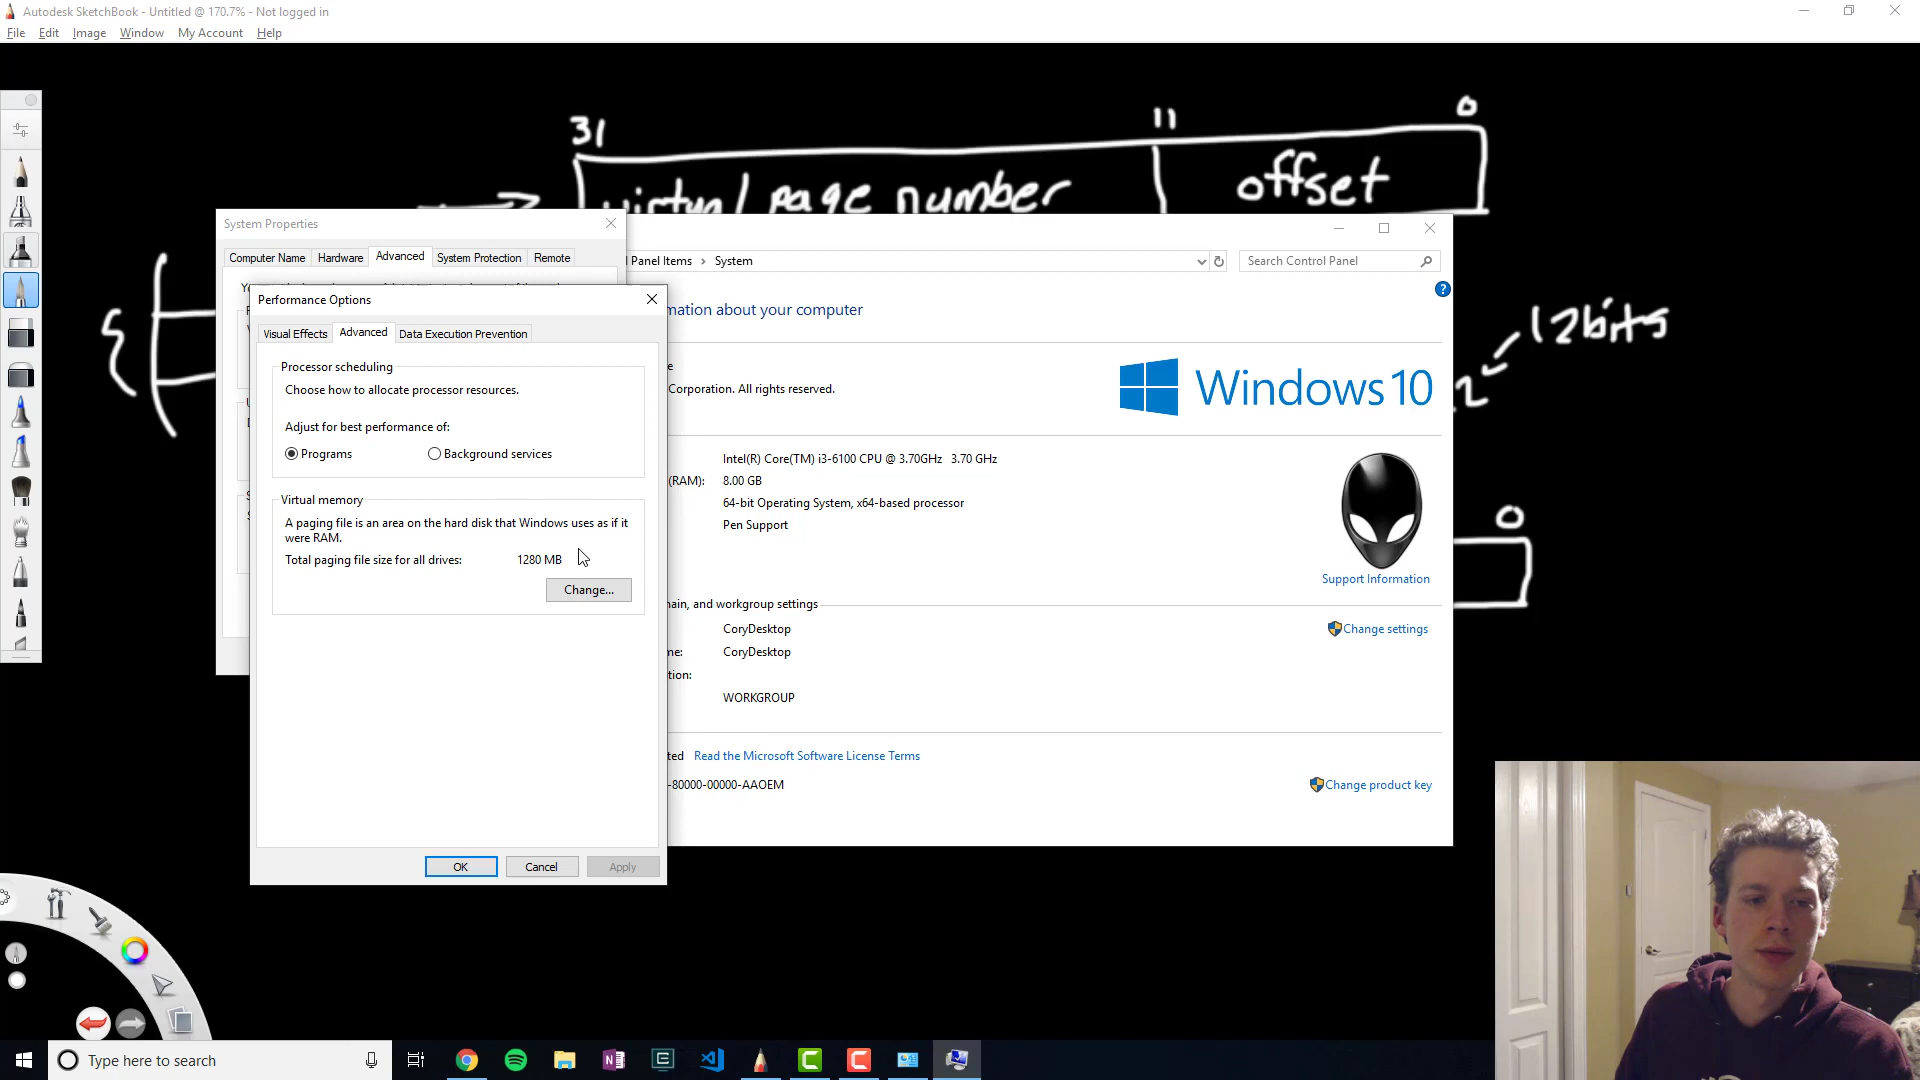 Autodesk SketchBook - Untitled @ 170.7% - Not logged in
File Edit Image Window My Account Help
31 11 0
virtual page number offset
System Properties
Computer Name Hardware Advanced System Protection Remote
Panel Items > System
Search Control Panel
Performance Options
mation about your computer
Visual Effects Advanced Data Execution Prevention
12 bits
Processor scheduling
Choose how to allocate processor resources.
Corporation. All rights reserved.
Windows 10
Adjust for best performance of:
Programs Background services
Intel(R) Core(TM) i3-6100 CPU @ 3.70GHz 3.70 GHz
(RAM): 8.00 GB
Virtual memory
64-bit Operating System, x64-based processor
A paging file is an area on the hard disk that Windows uses as if it
were RAM.
Pen Support
0
Total paging file size for all drives: 1280 MB
Change...
Support Information
main, and workgroup settings
CoryDesktop
Change settings
me: CoryDesktop
tion:
WORKGROUP
ted Read the Microsoft Software License Terms
-80000-00000-AAOEM
Change product key
OK Cancel Apply
Type here to search